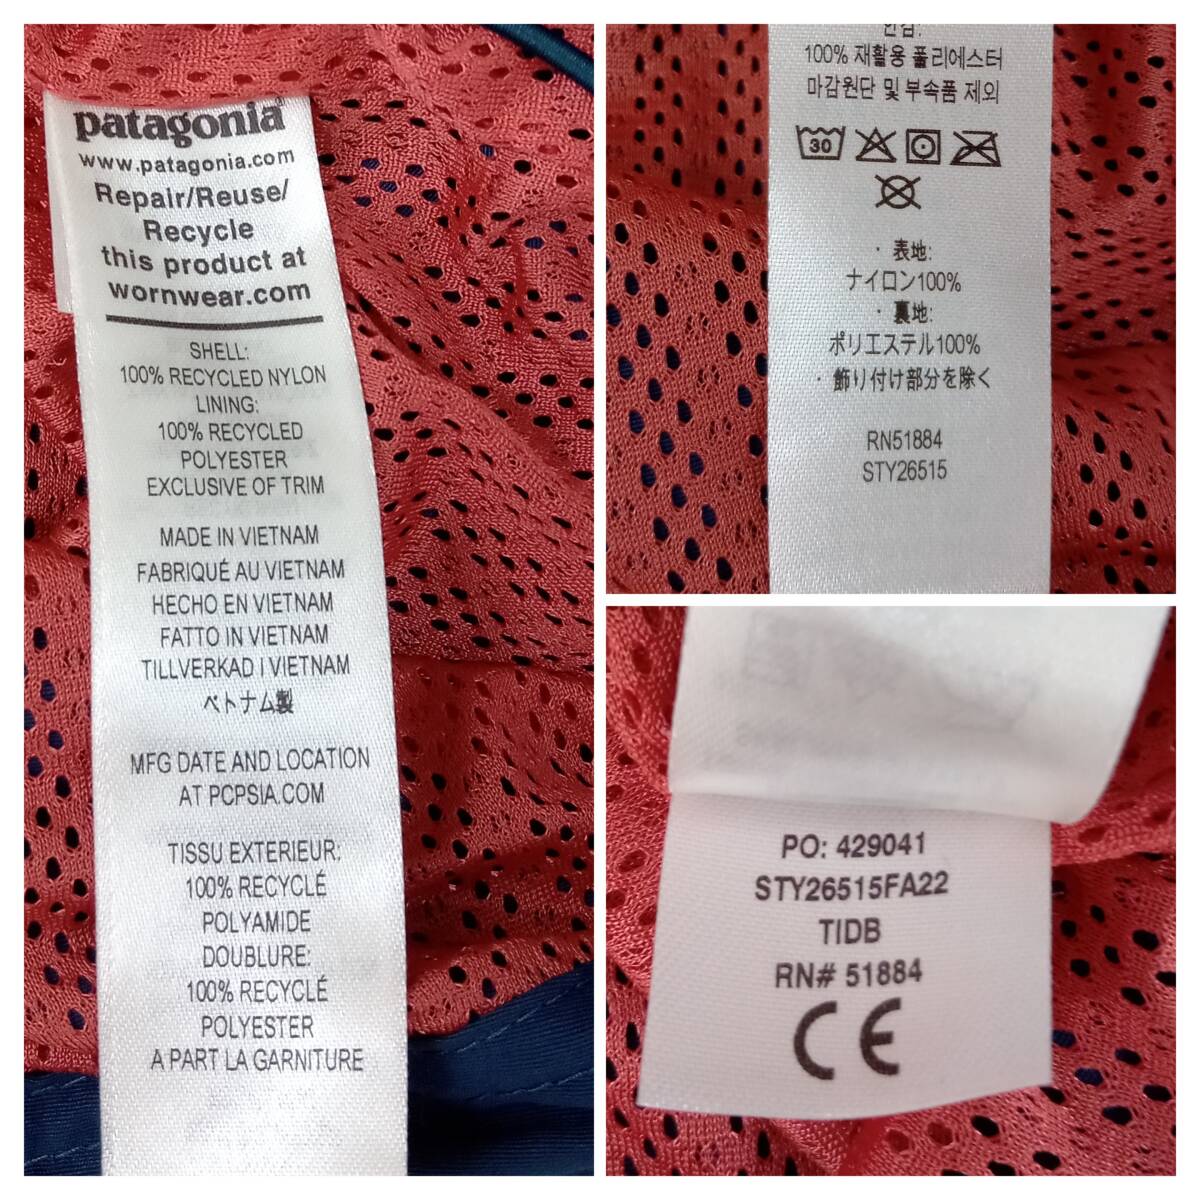 patagonia®
www.patagonia.com
Repair/Reuse/
Recycle
this product at
wornwear.com
SHELL:
100% RECYCLED NYLON
LINING:
100% RECYCLED
POLYESTER
EXCLUSIVE OF TRIM
MADE IN VIETNAM
FABRIQUÉ AU VIETNAM
HECHO EN VIETNAM
FATTO IN VIETNAM
TILLVERKAD I VIETNAM
ベトナム製
MFG DATE AND LOCATION
AT PCPSIA.COM
TISSU EXTERIEUR:
100% RECYCLÉ
POLYAMIDE
DOUBLURE:
100% RECYCLÉ
POLYESTER
A PART LA GARNITURE
안감:
100% 재활용 폴리에스터
마감원단 및 부속품 제외
30
・表地:
ナイロン100%
・裏地:
ポリエステル100%
・飾り付け部分を除く
RN51884
STY26515
PO: 429041
STY26515FA22
TIDB
RN# 51884
CE